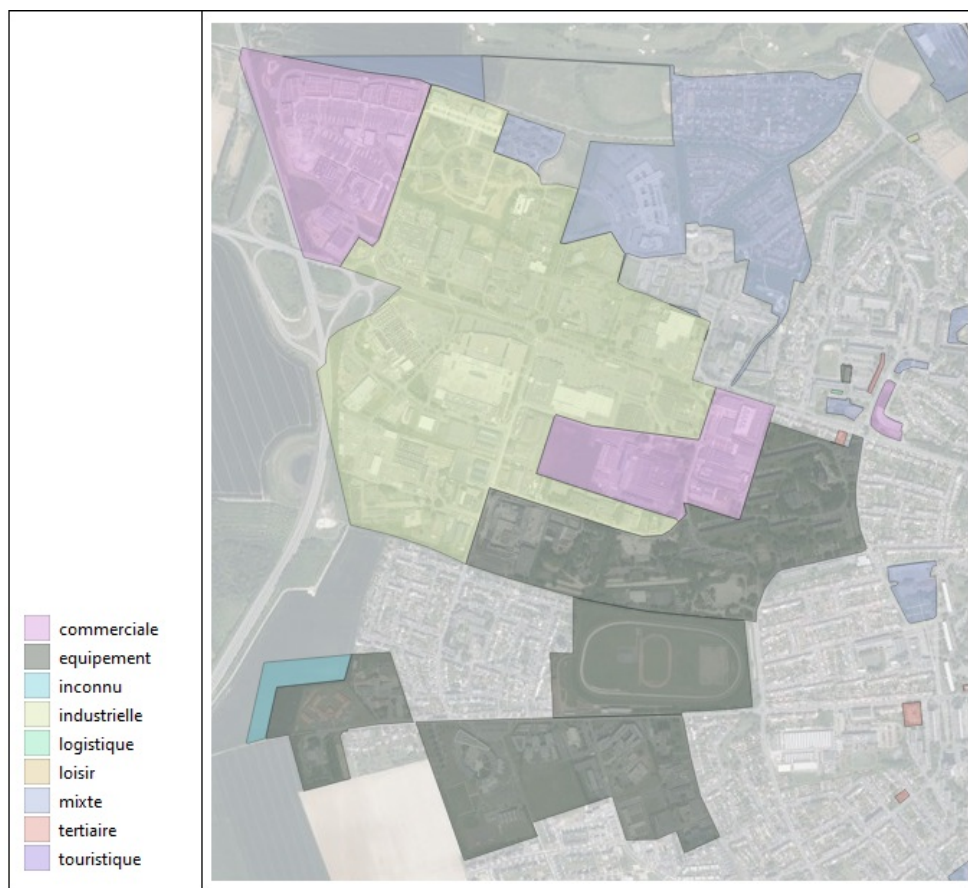 commerciale
equipement
inconnu
industrielle
logistique
loisir
mixte
tertiaire
touristique